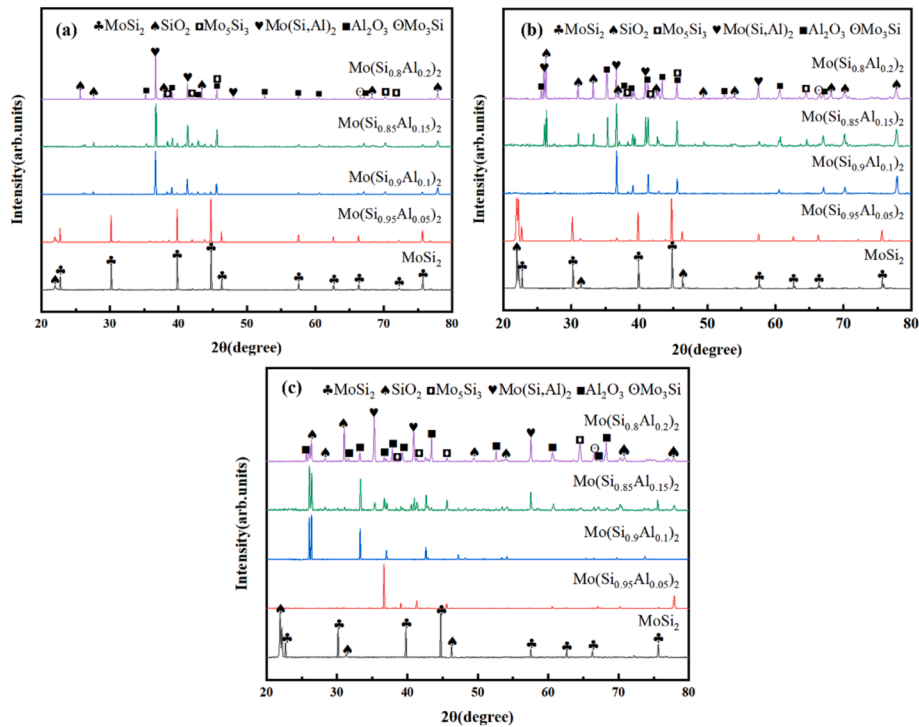 (a)
♣MoSi2 ♠SiO2 ◘Mo5Si3 ♥Mo(Si,Al)2 ■Al2O3 ʘMo3Si
Mo(Si0.8Al0.2)2
Mo(Si0.85Al0.15)2
Mo(Si0.9Al0.1)2
Mo(Si0.95Al0.05)2
MoSi2
Intensity(arb.units)
20 30 40 50 60 70 80
2θ(degree)
(b)
♣MoSi2 ♠SiO2 ◘Mo5Si3 ♥Mo(Si,Al)2 ■Al2O3 ʘMo3Si
Mo(Si0.8Al0.2)2
Mo(Si0.85Al0.15)2
Mo(Si0.9Al0.1)2
Mo(Si0.95Al0.05)2
MoSi2
Intensity(arb.units)
20 30 40 50 60 70 80
2θ(degree)
(c)
♣MoSi2 ♠SiO2 ◘Mo5Si3 ♥Mo(Si,Al)2 ■Al2O3 ʘMo3Si
Mo(Si0.8Al0.2)2
Mo(Si0.85Al0.15)2
Mo(Si0.9Al0.1)2
Mo(Si0.95Al0.05)2
MoSi2
Intensity(arb.units)
20 30 40 50 60 70 80
2θ(degree)